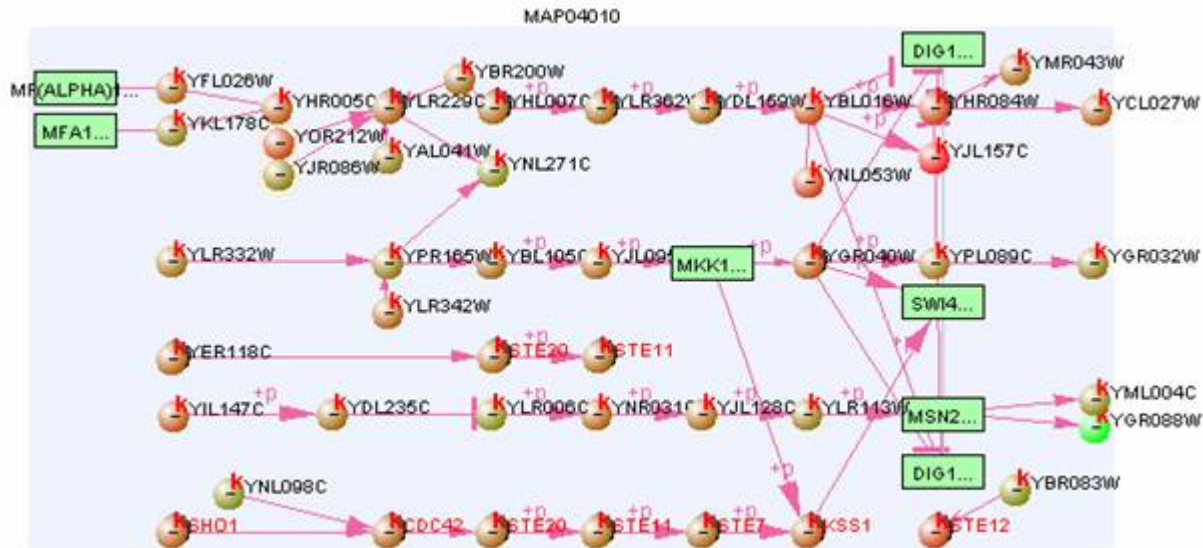 MAP04010
DIG1...
k YFL026W
k YBR200W
k YMR043W
MF(ALPHA)1...
k YHR005C
k YLR229C
k YHL007C
k YLR362W
k YDL159W
k YBL016W
k YHR084W
k YCL027W
+p +p +p +p
MFA1...
k YKL178C
k YOR212W
k YAL041W
k YJL157C
k YJR086W
k YNL271C
k YNL053W
k YLR332W
k YPR165W
k YBL105C
k YJL095
MKK1...
k YGR040W
k YPL089C
k YGR032W
+p +p +p +p
k YLR342W
SWI4...
k YER118C
k STE20
k STE11
+p
k YIL147C
k YDL235C
k YLR006C
k YNR031C
k YJL128C
k YLR113W
MSN2...
k YML004C
k YGR088W
+p +p +p +p
DIG1...
k YNL098C
k YBR083W
k SHO1
k CDC42
k STE20
k STE11
k STE7
k KSS1
k STE12
+p +p +p +p